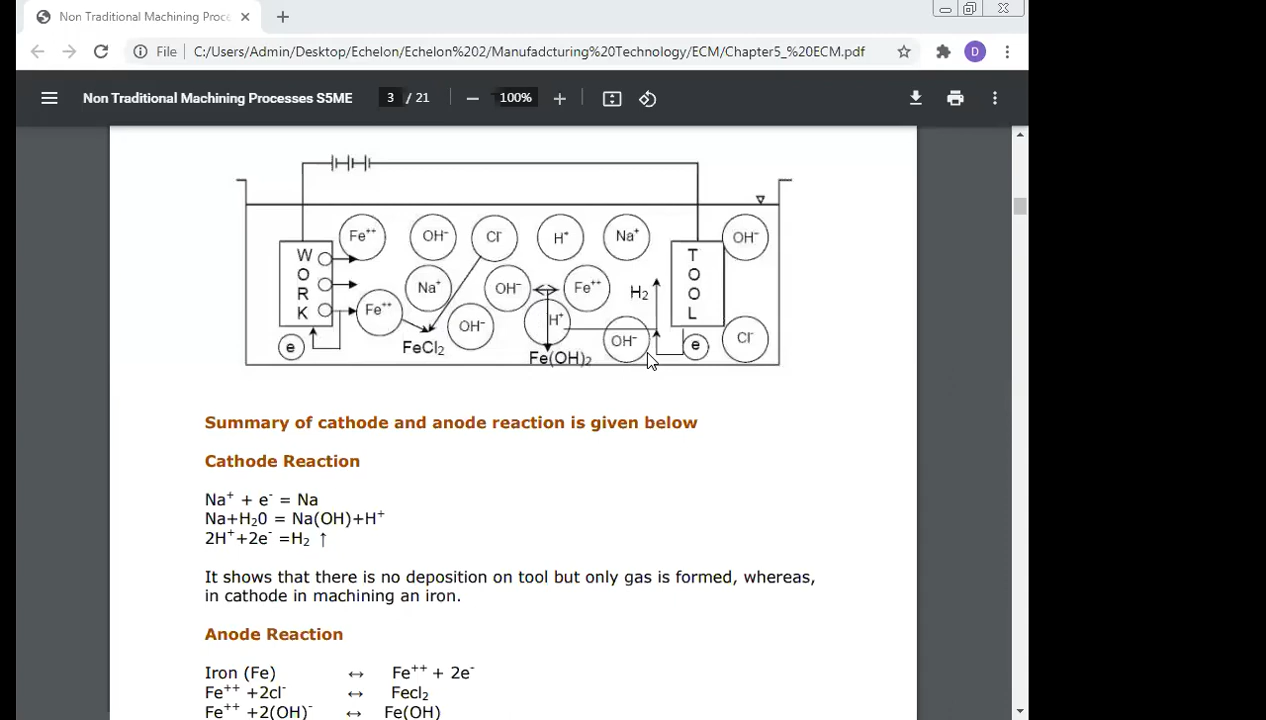 Non Traditional Machining Proce
File C:/Users/Admin/Desktop/Echelon/Echelon%202/Manufadcturing%20Technology/ECM/Chapter5_%20ECM.pdf D
Non Traditional Machining Processes S5ME 3 / 21 100%
Fe++ OH- Cl- H+ Na+ OH-
WORK TOOL
Na+ OH- Fe++ H2
Fe++ OH- H+ OH- Cl-
e FeCl2 Fe(OH)2 e
Summary of cathode and anode reaction is given below
Cathode Reaction
Na+ + e- = Na
Na+H20 = Na(OH)+H+
2H++2e- =H2 ↑
It shows that there is no deposition on tool but only gas is formed, whereas,
in cathode in machining an iron.
Anode Reaction
Iron (Fe) ↔ Fe++ + 2e-
Fe++ +2cl- ↔ Fecl2
Fe++ +2(OH)- ↔ Fe(OH)